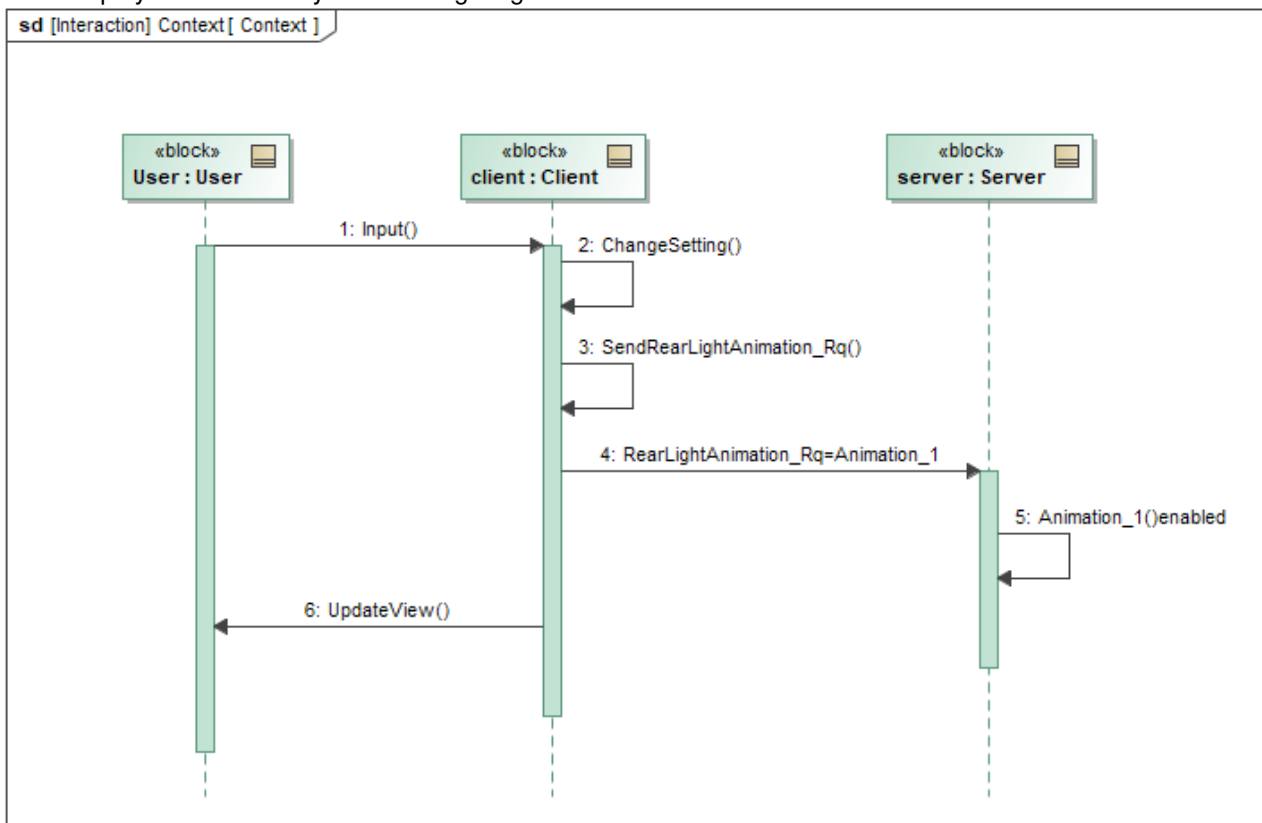 sd [Interaction] Context [ Context ]
«block»
User : User
«block»
client : Client
«block»
server : Server
1: Input()
2: ChangeSetting()
3: SendRearLightAnimation_Rq()
4: RearLightAnimation_Rq=Animation_1
5: Animation_1()enabled
6: UpdateView()